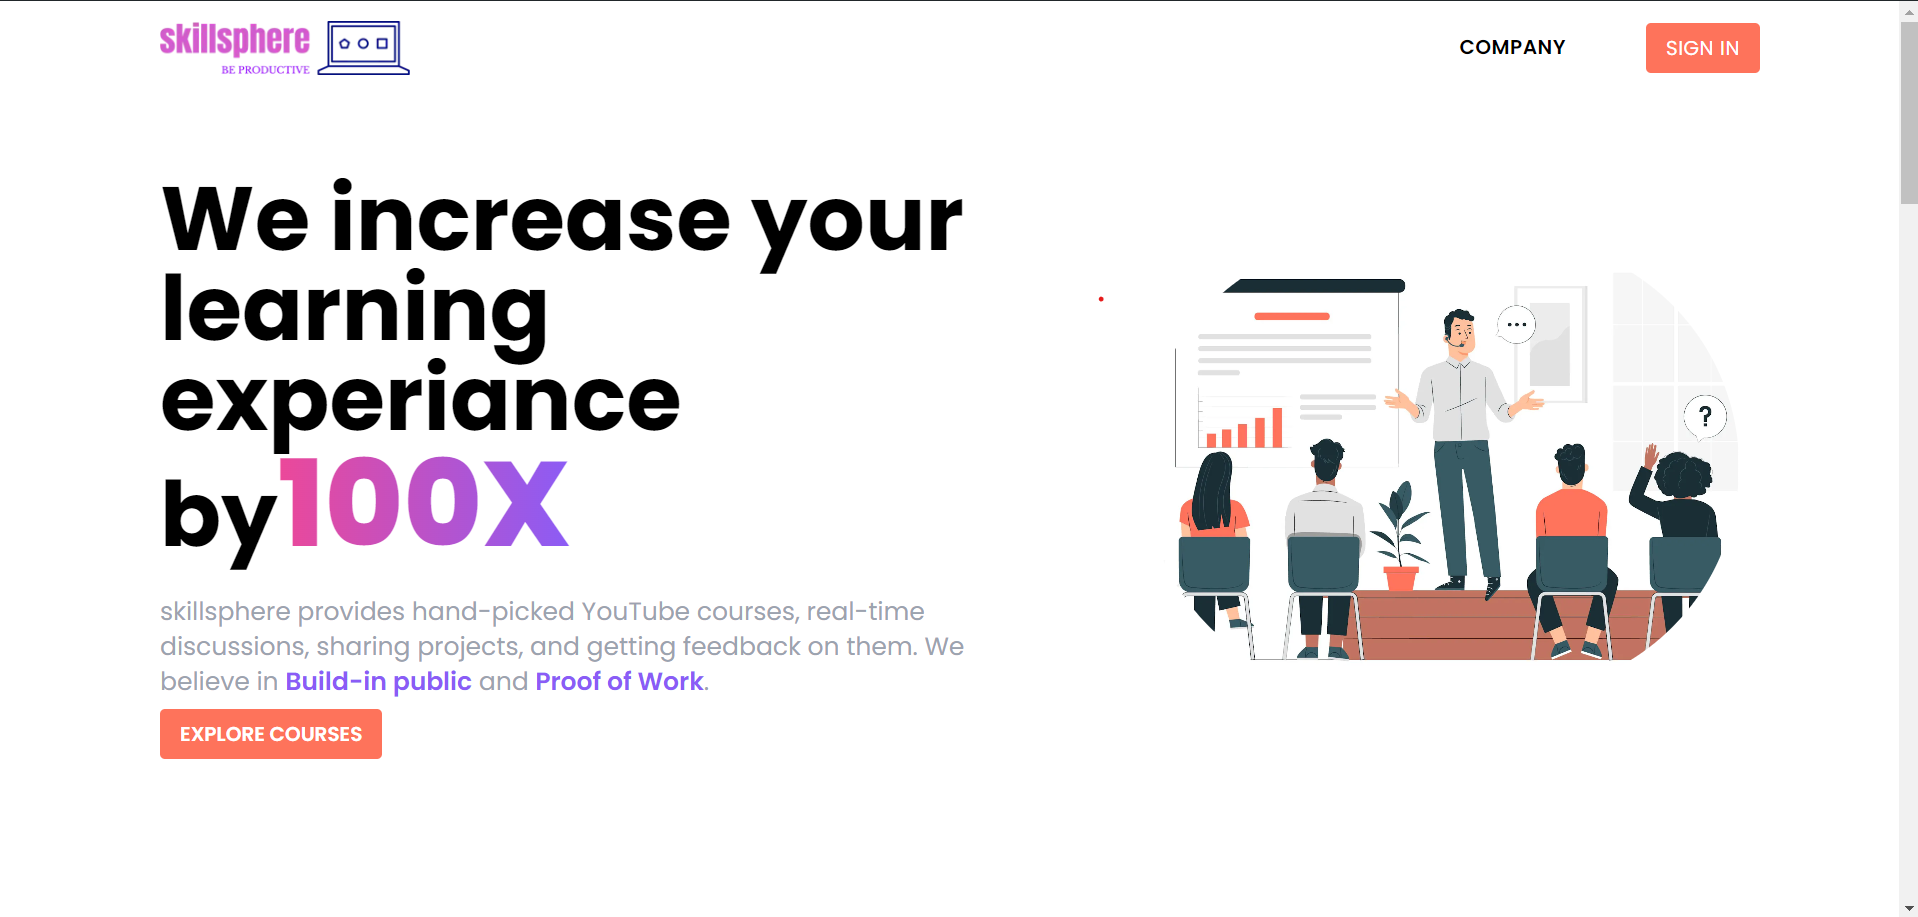 skillsphere
BE PRODUCTIVE
COMPANY
SIGN IN
We increase your
learning
experiance
by100X
skillsphere provides hand-picked YouTube courses, real-time
discussions, sharing projects, and getting feedback on them. We
believe in Build-in public and Proof of Work.
EXPLORE COURSES
?